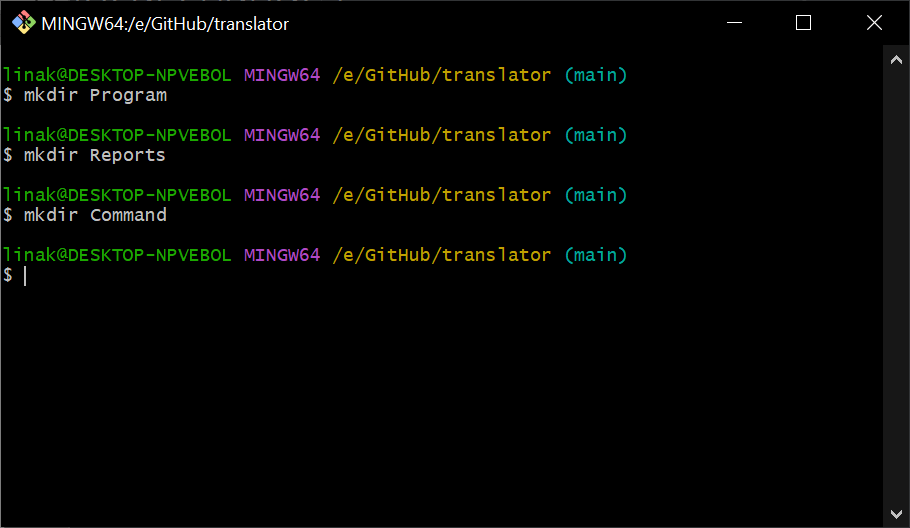 MINGW64:/e/GitHub/translator
linak@DESKTOP-NPVEBOL MINGW64 /e/GitHub/translator (main)
$ mkdir Program
linak@DESKTOP-NPVEBOL MINGW64 /e/GitHub/translator (main)
$ mkdir Reports
linak@DESKTOP-NPVEBOL MINGW64 /e/GitHub/translator (main)
$ mkdir Command
linak@DESKTOP-NPVEBOL MINGW64 /e/GitHub/translator (main)
$